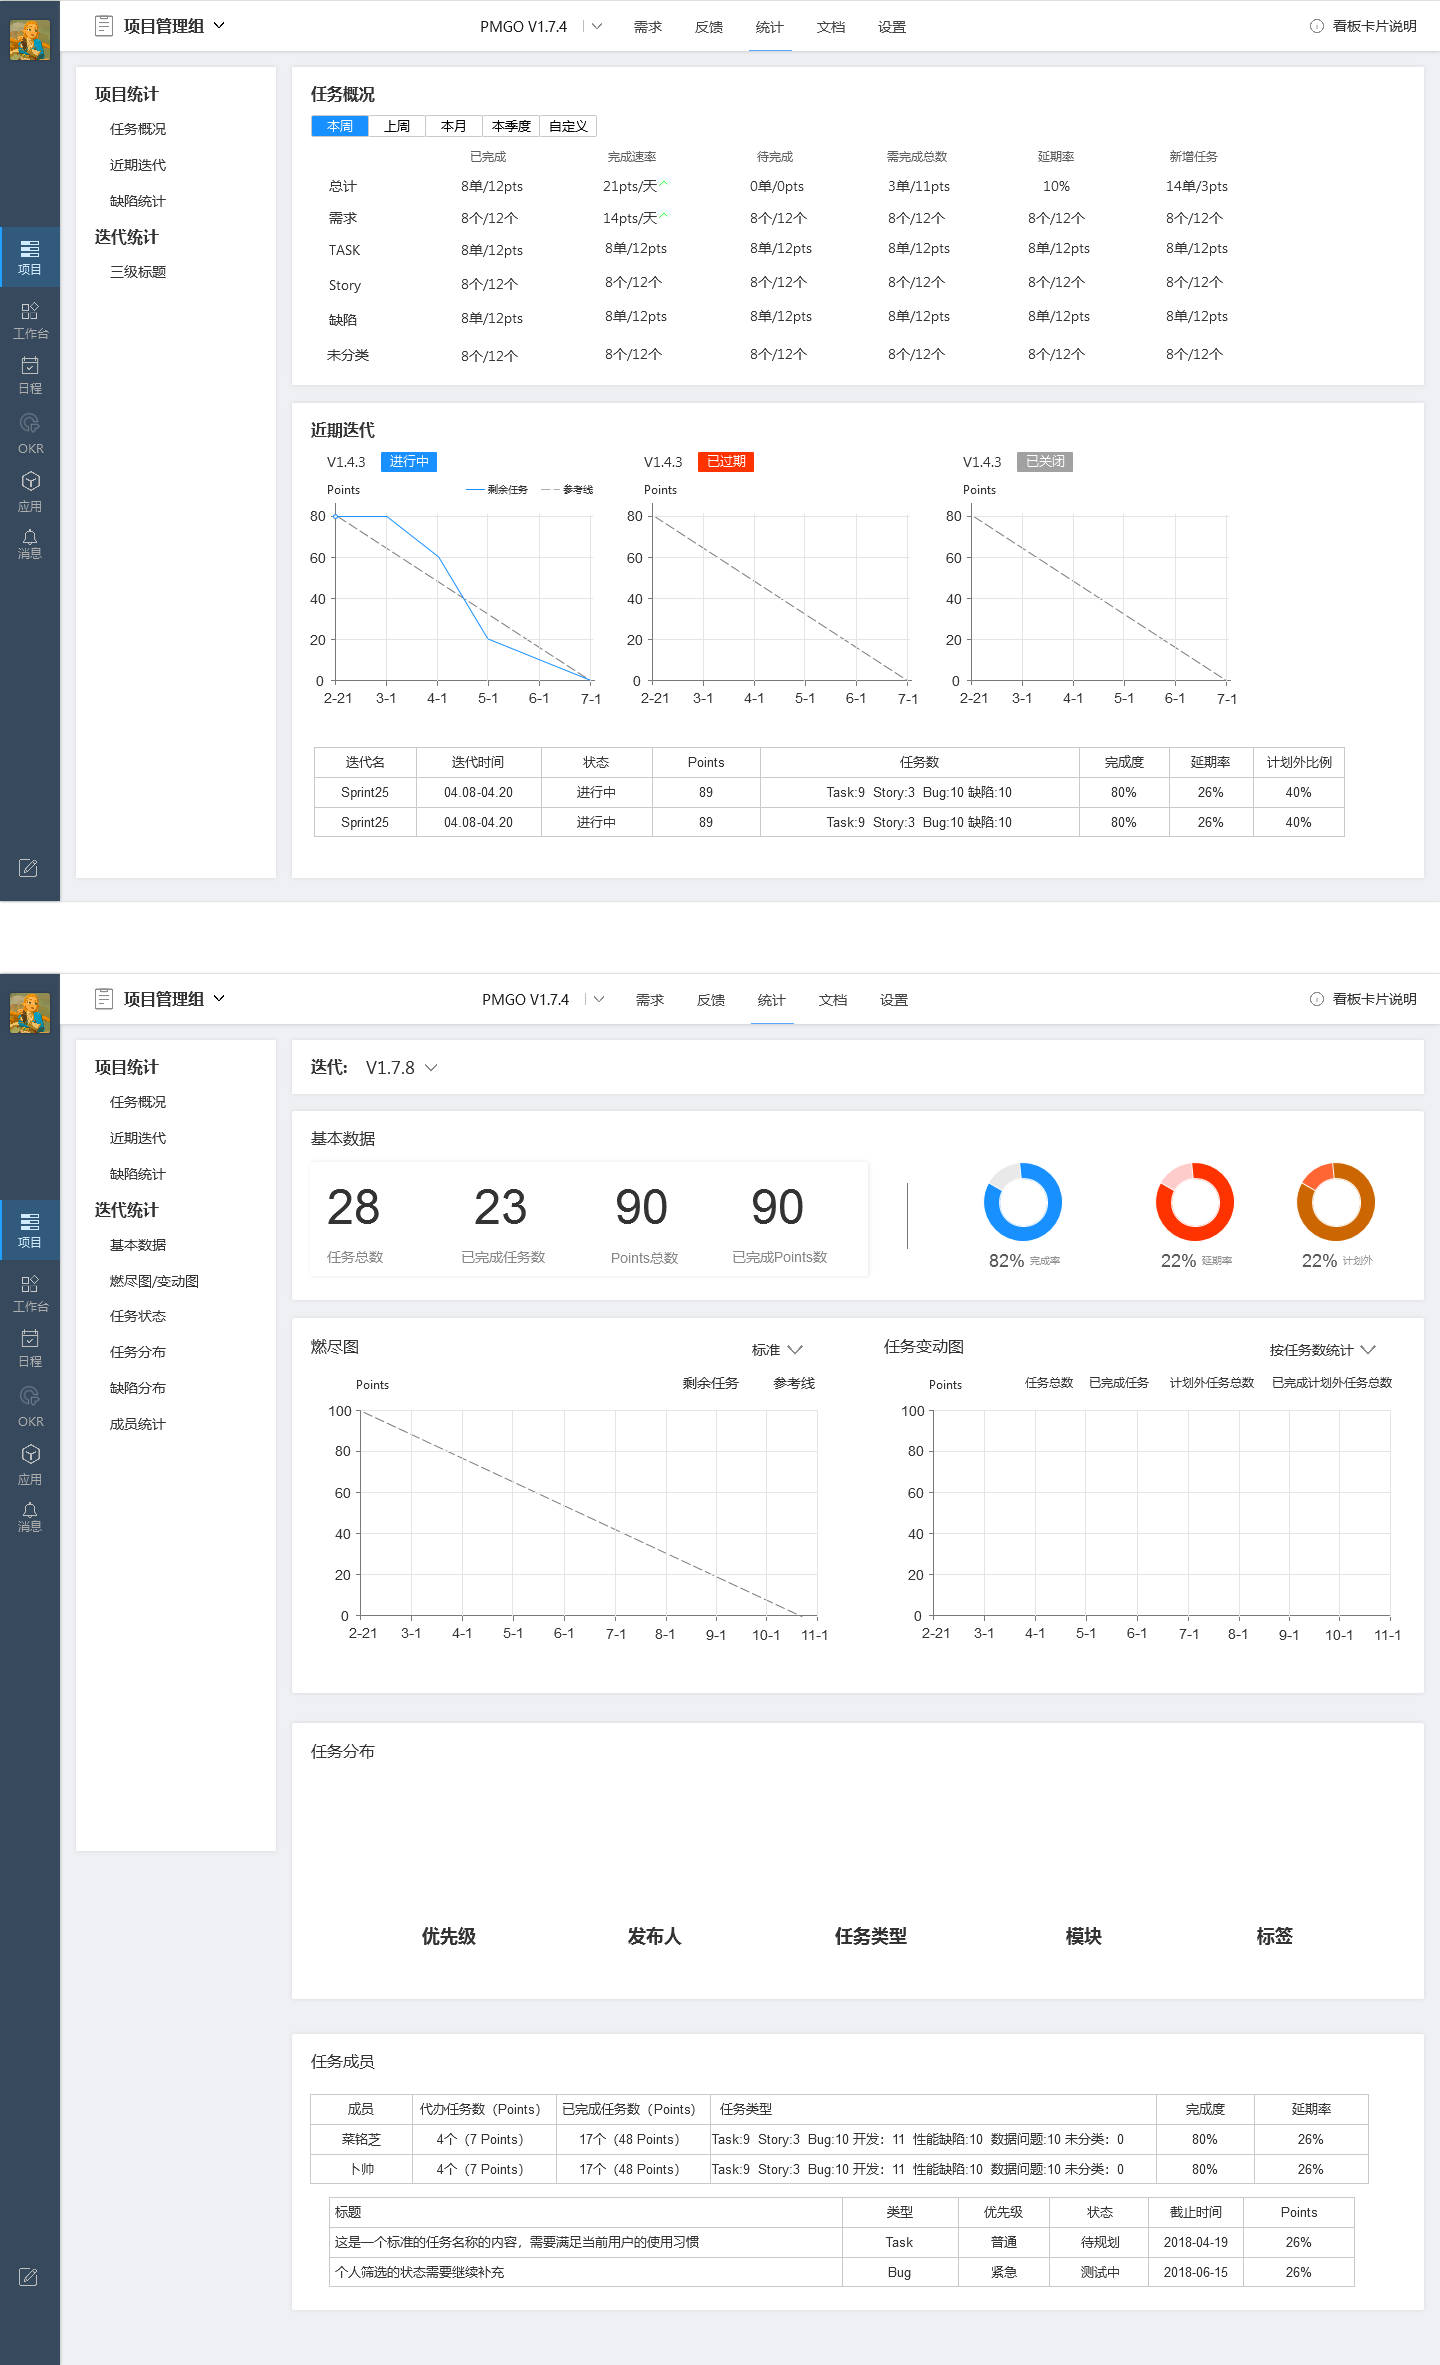 项目管理组
PMGO V1.7.4 需求 反馈 统计 文档 设置
看板卡片说明
项目
工作台
日程
OKR
应用
消息
项目统计
任务概况
近期迭代
缺陷统计
迭代统计
三级标题
任务概况
本周 上周 本月 本季度 自定义
已完成 完成速率 待完成 需完成总数 延期率 新增任务
总计 8单/12pts 21pts/天 0单/0pts 3单/11pts 10% 14单/3pts
需求 8个/12个 14pts/天 8个/12个 8个/12个 8个/12个 8个/12个
TASK 8单/12pts 8单/12pts 8单/12pts 8单/12pts 8单/12pts 8单/12pts
Story 8个/12个 8个/12个 8个/12个 8个/12个 8个/12个 8个/12个
缺陷 8单/12pts 8单/12pts 8单/12pts 8单/12pts 8单/12pts 8单/12pts
未分类 8个/12个 8个/12个 8个/12个 8个/12个 8个/12个 8个/12个
近期迭代
V1.4.3 进行中
Points 剩余任务 参考线
80
60
40
20
0
2-21 3-1 4-1 5-1 6-1 7-1
V1.4.3 已过期
Points
80
60
40
20
0
2-21 3-1 4-1 5-1 6-1 7-1
V1.4.3 已关闭
Points
80
60
40
20
0
2-21 3-1 4-1 5-1 6-1 7-1
迭代名 迭代时间 状态 Points 任务数 完成度 延期率 计划外比例
Sprint25 04.08-04.20 进行中 89 Task:9 Story:3 Bug:10 缺陷:10 80% 26% 40%
Sprint25 04.08-04.20 进行中 89 Task:9 Story:3 Bug:10 缺陷:10 80% 26% 40%
项目管理组
PMGO V1.7.4 需求 反馈 统计 文档 设置
看板卡片说明
项目
工作台
日程
OKR
应用
消息
项目统计
任务概况
近期迭代
缺陷统计
迭代统计
基本数据
燃尽图/变动图
任务状态
任务分布
缺陷分布
成员统计
迭代: V1.7.8
基本数据
28 23 90 90
任务总数 已完成任务数 Points总数 已完成Points数
82% 完成率 22% 延期率 22% 计划外
燃尽图 标准
Points 剩余任务 参考线
100
80
60
40
20
0
2-21 3-1 4-1 5-1 6-1 7-1 8-1 9-1 10-1 11-1
任务变动图 按任务数统计
Points 任务总数 已完成任务 计划外任务总数 已完成计划外任务总数
100
80
60
40
20
0
2-21 3-1 4-1 5-1 6-1 7-1 8-1 9-1 10-1 11-1
任务分布
优先级 发布人 任务类型 模块 标签
任务成员
成员 代办任务数（Points） 已完成任务数（Points） 任务类型 完成度 延期率
菜铭芝 4个（7 Points） 17个（48 Points） Task:9 Story:3 Bug:10 开发：11 性能缺陷:10 数据问题:10 未分类：0 80% 26%
卜帅 4个（7 Points） 17个（48 Points） Task:9 Story:3 Bug:10 开发：11 性能缺陷:10 数据问题:10 未分类：0 80% 26%
标题 类型 优先级 状态 截止时间 Points
这是一个标准的任务名称的内容，需要满足当前用户的使用习惯 Task 普通 待规划 2018-04-19 26%
个人筛选的状态需要继续补充 Bug 紧急 测试中 2018-06-15 26%